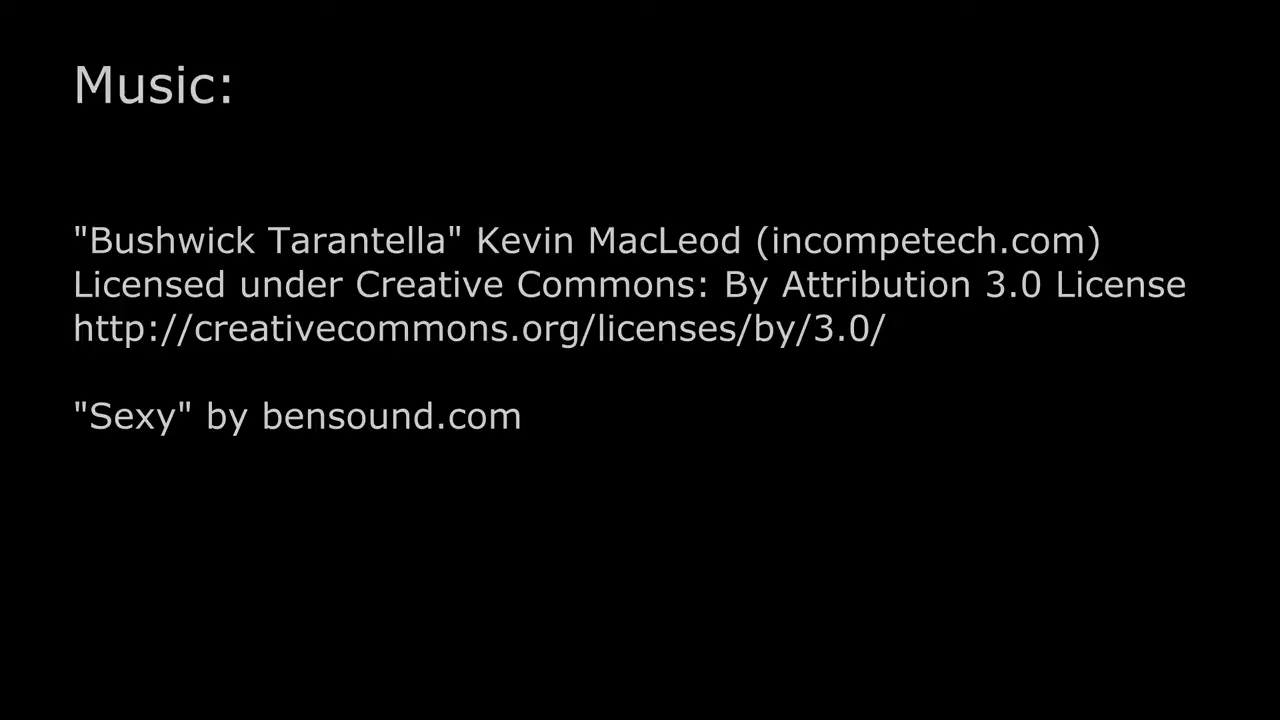 Music:
"Bushwick Tarantella" Kevin MacLeod (incompetech.com)
Licensed under Creative Commons: By Attribution 3.0 License
http://creativecommons.org/licenses/by/3.0/
"Sexy" by bensound.com